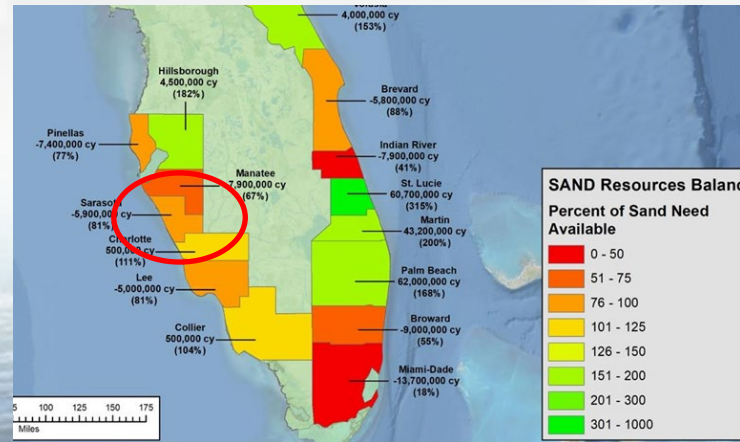 4,000,000 cy
(153%)
Hillsborough
4,500,000 cy
(182%)
Brevard
-5,800,000 cy
(88%)
Pinellas
-7,400,000 cy
(77%)
Indian River
-7,900,000 cy
(41%)
Manatee
7,900,000 cy
(67%)
St. Lucie
60,700,000 cy
(315%)
Sarasota
-5,900,000 cy
(81%)
Martin
43,200,000 cy
(200%)
Charlotte
500,000 cy
(111%)
Lee
-5,000,000 cy
(81%)
Palm Beach
62,000,000 cy
(168%)
Collier
500,000 cy
(104%)
Broward
-9,000,000 cy
(55%)
Miami-Dade
-13,700,000 cy
(18%)
SAND Resources Balanc
Percent of Sand Need
Available
0 - 50
51 - 75
76 - 100
101 - 125
126 - 150
151 - 200
201 - 300
301 - 1000
5 100 125 150 175
Miles